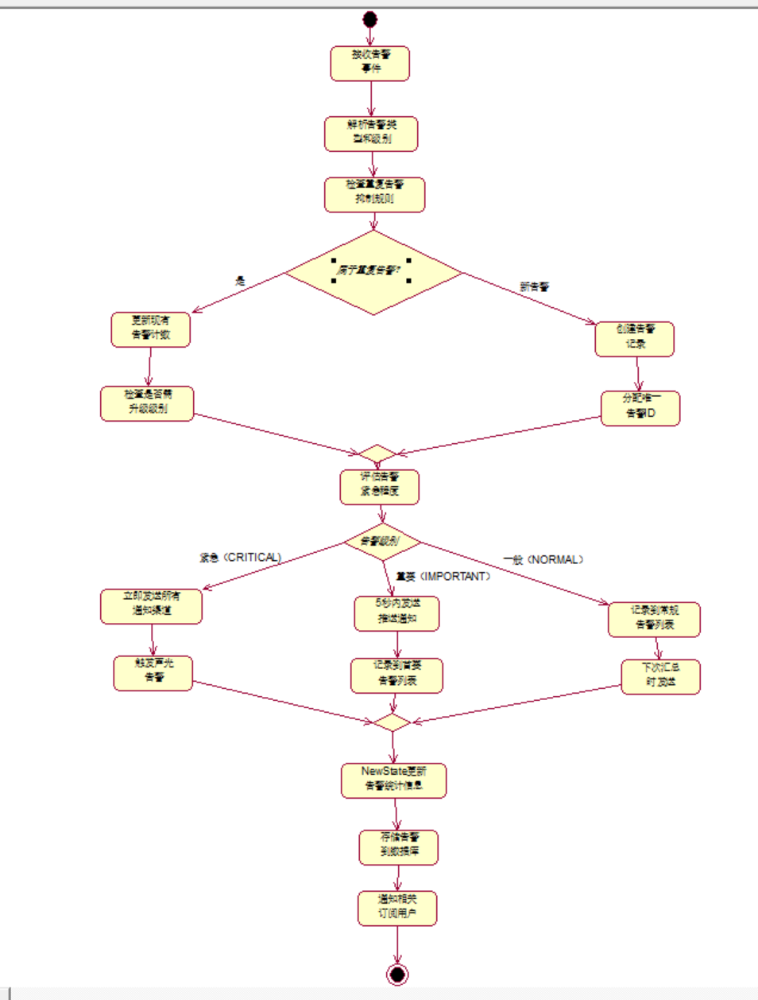 接收告警
事件
解析告警类
型和级别
检查重复告警
抑制规则
属于重复告警?
是
新告警
更新现有
告警计数
创建告警
记录
检查是否需
升级级别
分配唯一
告警ID
评估告警
紧急程度
告警级别
紧急（CRITICAL)
重要（IMPORTANT）
一般（NORMAL）
立即发送所有
通知渠道
5秒内发送
推送通知
记录到常规
告警列表
触发声光
告警
记录到首要
告警列表
下次汇总
时发送
NewState更新
告警统计信息
存储告警
到数据库
通知相关
订阅用户